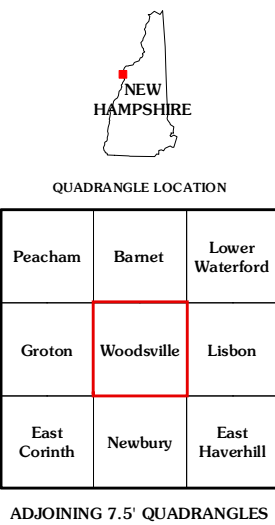 NEW
HAMPSHIRE
QUADRANGLE LOCATION
Peacham
Barnet
Lower
Waterford
Groton
Woodsville
Lisbon
East
Corinth
Newbury
East
Haverhill
ADJOINING 7.5' QUADRANGLES